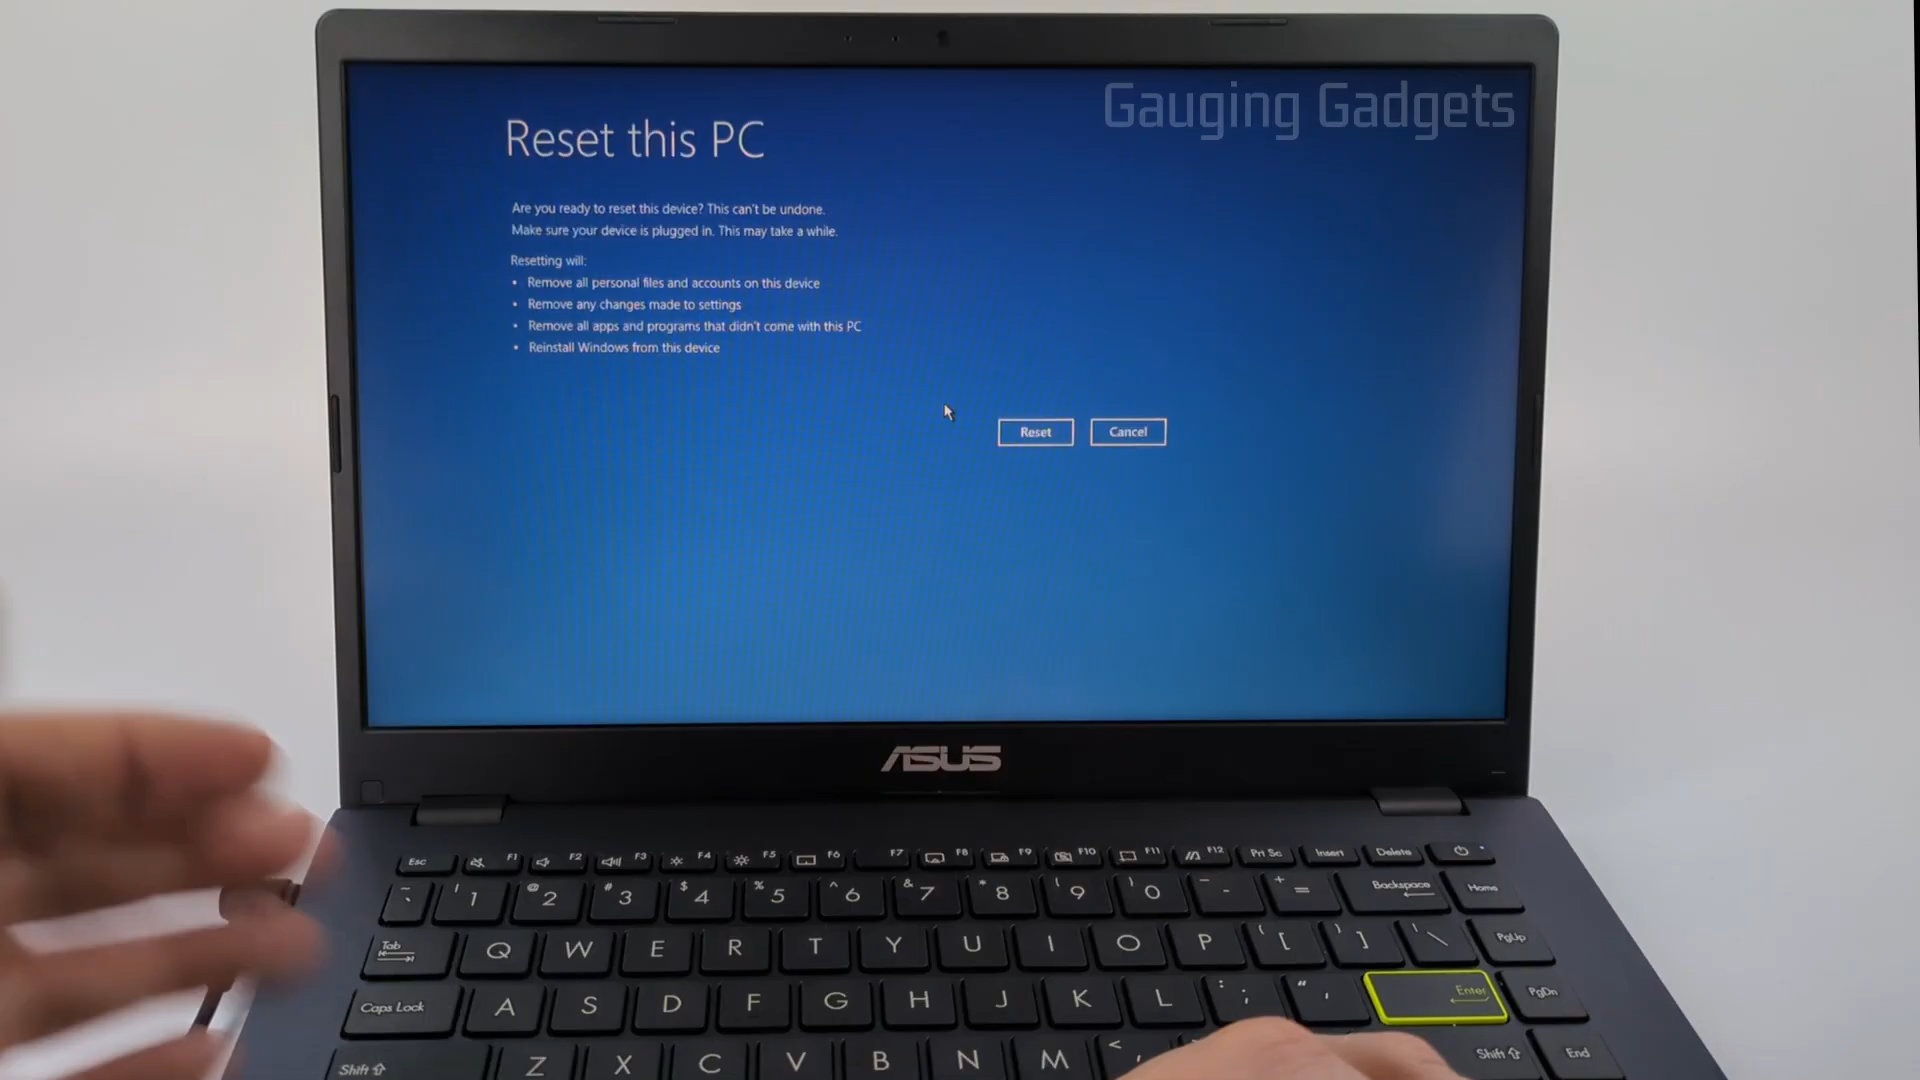 Gauging Gadgets
Reset this PC
Are you ready to reset this device? This can't be undone.
Make sure your device is plugged in. This may take a while.
Resetting will:
• Remove all personal files and accounts on this device
• Remove any changes made to settings
• Remove all apps and programs that didn't come with this PC
• Reinstall Windows from this device
Reset Cancel
ASUS
Esc F1 F2 F3 F4 F5 F6 F7 F8 F9 F10 F11 F12 Prt Sc Insert Delete
~ ` ! 1 @ 2 # 3 $ 4 % 5 ^ 6 & 7 * 8 ( 9 ) 0 - + = Backspace Home
Tab Q W E R T Y U I O P [ ] \ PgUp
Caps Lock A S D F G H J K L : ; " ' Enter PgDn
Shift Z X C V B N M < , Shift End